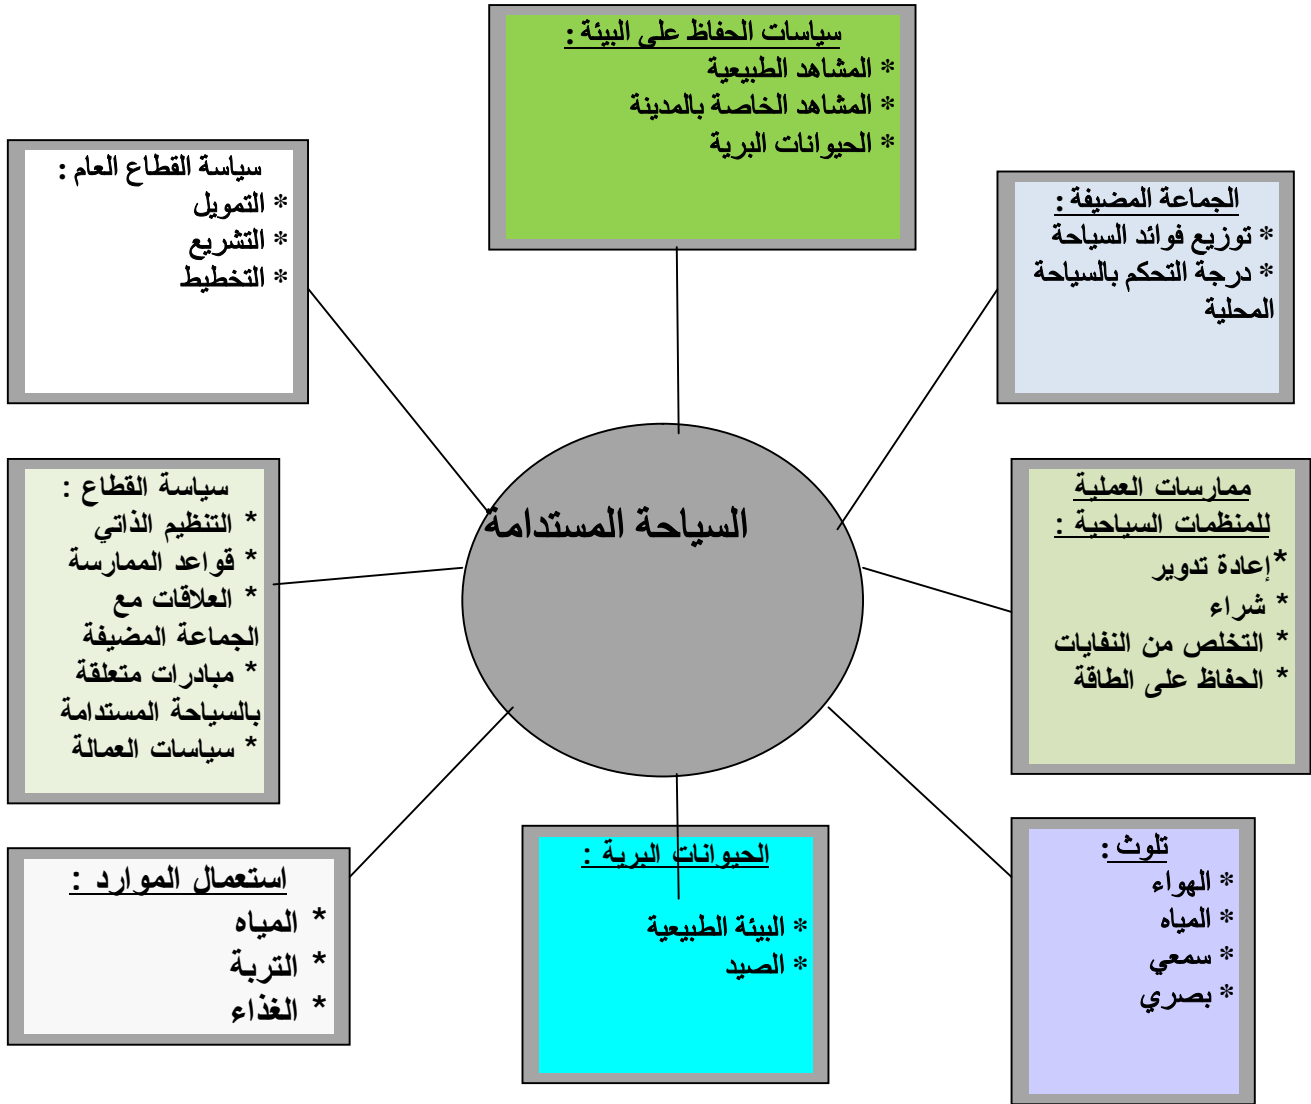 سياسات الحفاظ على البيئة :
* المشاهد الطبيعية
* المشاهد الخاصة بالمدينة
* الحيوانات البرية
الجماعة المضيفة :
* توزيع فوائد السياحة
* درجة التحكم بالسياحة
المحلية
سياسة القطاع العام :
* التمويل
* التشريع
* التخطيط
السياحة المستدامة
ممارسات العملية
للمنظمات السياحية :
*إعادة تدوير
* شراء
* التخلص من النفايات
* الحفاظ على الطاقة
سياسة القطاع :
* التنظيم الذاتي
* قواعد الممارسة
* العلاقات مع
الجماعة المضيفة
* مبادرات متعلقة
بالسياحة المستدامة
* سياسات العمالة
تلوث :
* الهواء
* المياه
* سمعي
* بصري
الحيوانات البرية :
* البيئة الطبيعية
* الصيد
استعمال الموارد :
* المياه
* التربة
* الغذاء